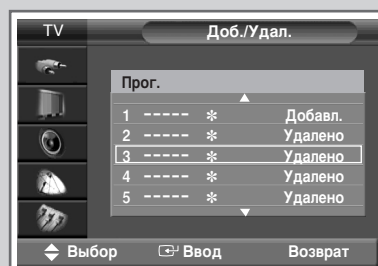 TV Доб./Удал.
Прог.
1 ----- ✻ Добавл.
2 ----- ✻ Удалено
3 ----- ✻ Удалено
4 ----- ✻ Удалено
5 ----- ✻ Удалено
Выбор Ввод Возврат